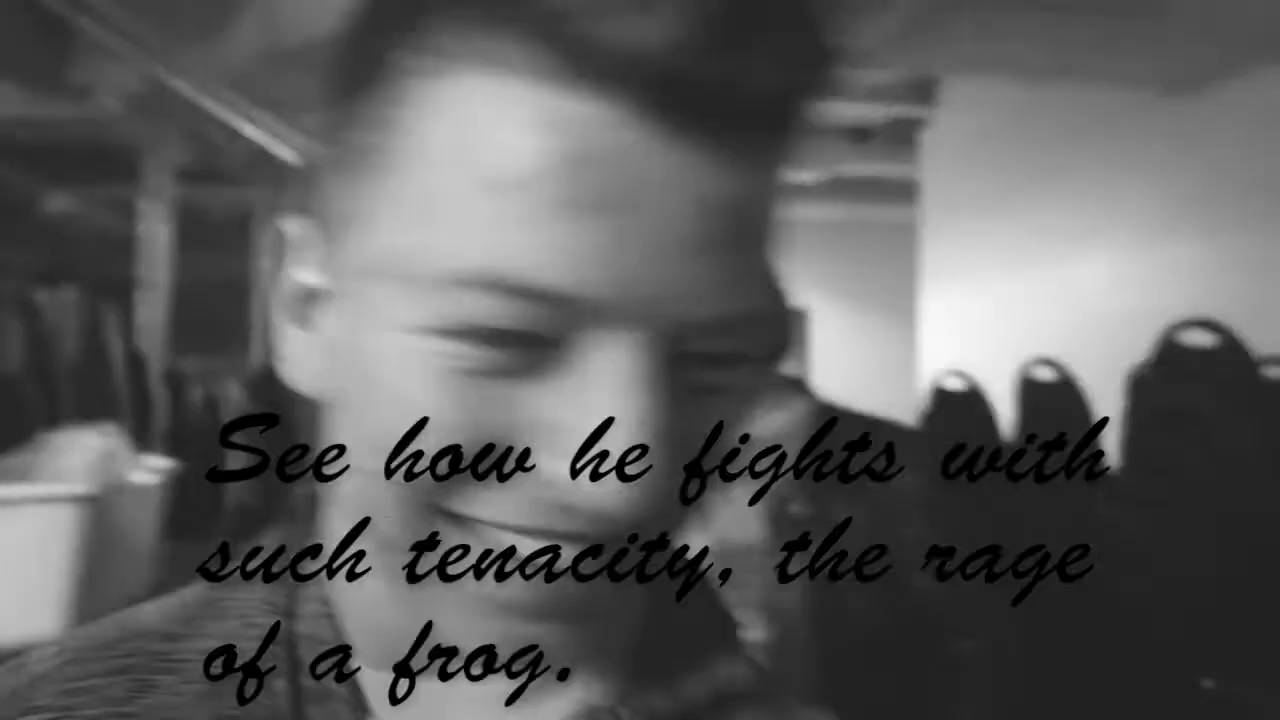 See how he fights with
such tenacity, the rage
of a frog.